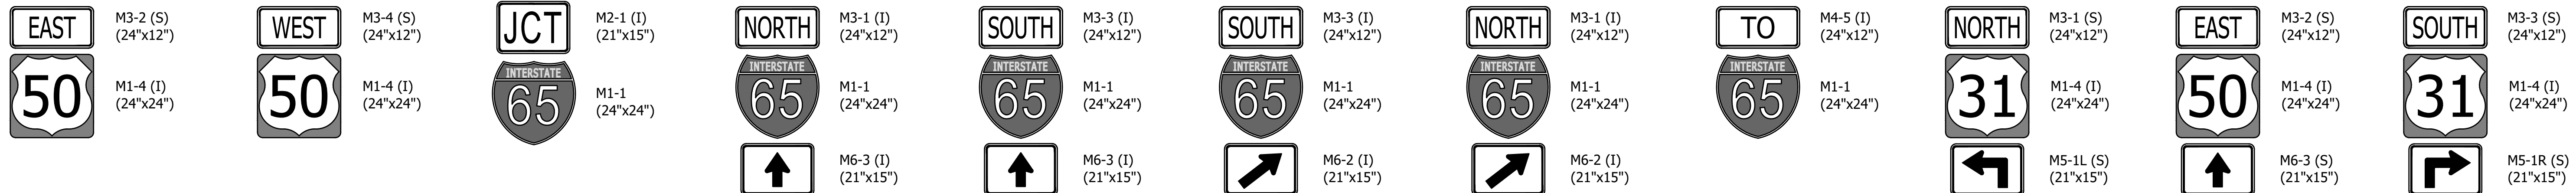 EAST
M3-2 (S)
(24"x12")
50
M1-4 (I)
(24"x24")
WEST
M3-4 (S)
(24"x12")
50
M1-4 (I)
(24"x24")
JCT
M2-1 (I)
(21"x15")
INTERSTATE
65
M1-1
(24"x24")
NORTH
M3-1 (I)
(24"x12")
INTERSTATE
65
M1-1
(24"x24")
M6-3 (I)
(21"x15")
SOUTH
M3-3 (I)
(24"x12")
INTERSTATE
65
M1-1
(24"x24")
M6-3 (I)
(21"x15")
SOUTH
M3-3 (I)
(24"x12")
INTERSTATE
65
M1-1
(24"x24")
M6-2 (I)
(21"x15")
NORTH
M3-1 (I)
(24"x12")
INTERSTATE
65
M1-1
(24"x24")
M6-2 (I)
(21"x15")
TO
M4-5 (I)
(24"x12")
INTERSTATE
65
M1-1
(24"x24")
NORTH
M3-1 (S)
(24"x12")
31
M1-4 (I)
(24"x24")
M5-1L (S)
(21"x15")
EAST
M3-2 (S)
(24"x12")
50
M1-4 (I)
(24"x24")
M6-3 (S)
(21"x15")
SOUTH
M3-3 (S)
(24"x12")
31
M1-4 (I)
(24"x24")
M5-1R (S)
(21"x15")